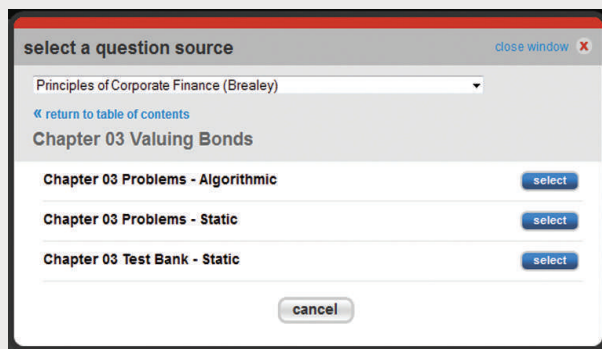 select a question source
close window X
Principles of Corporate Finance (Brealey)
« return to table of contents
Chapter 03 Valuing Bonds
Chapter 03 Problems - Algorithmic select
Chapter 03 Problems - Static select
Chapter 03 Test Bank - Static select
cancel